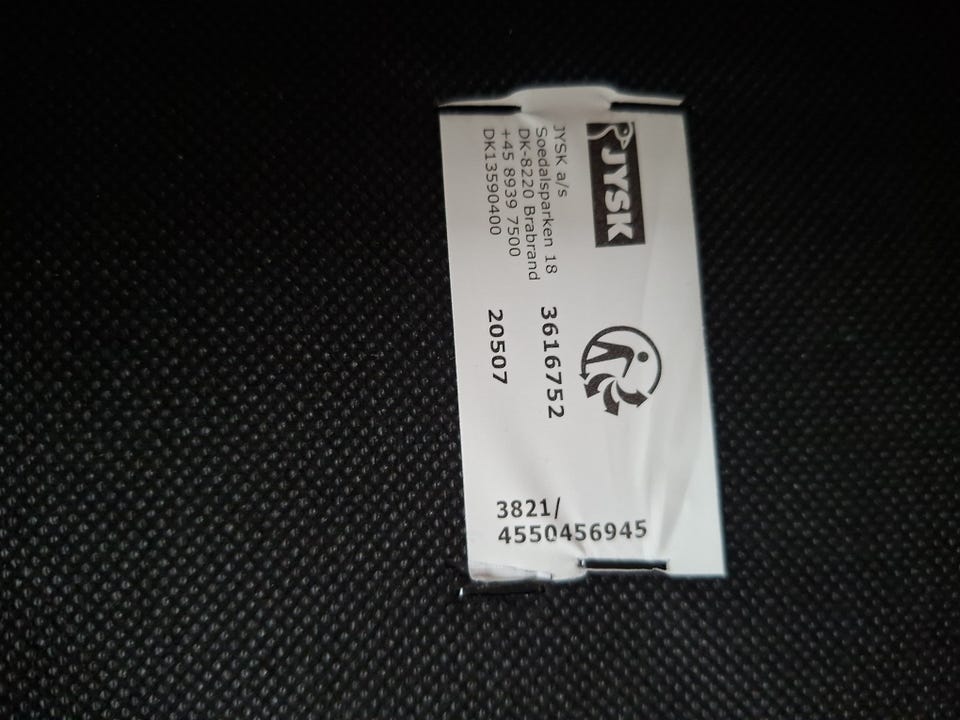 JYSK
JYSK a/s
Soedalsparken 18
DK-8220 Brabrand
+45 8939 7500
DK13590400
3616752
20507
3821/
4550456945